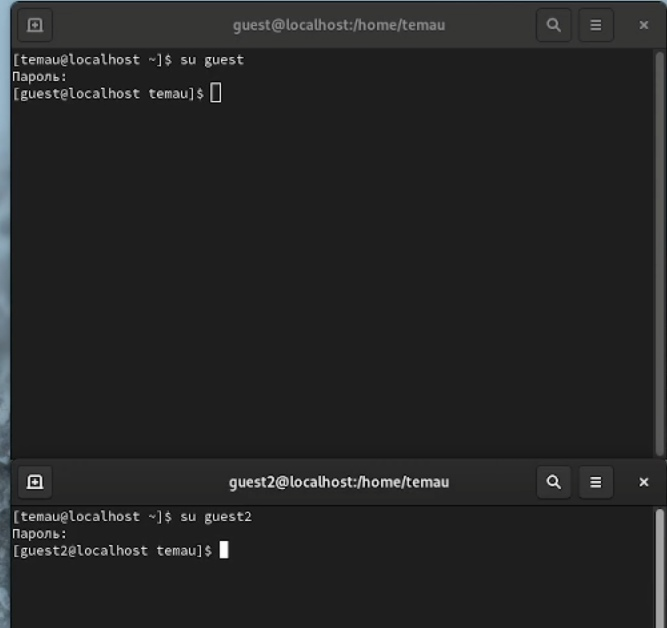 guest@localhost:/home/temau
[temau@localhost ~]$ su guest
Пароль:
[guest@localhost temau]$
guest2@localhost:/home/temau
[temau@localhost ~]$ su guest2
Пароль:
[guest2@localhost temau]$